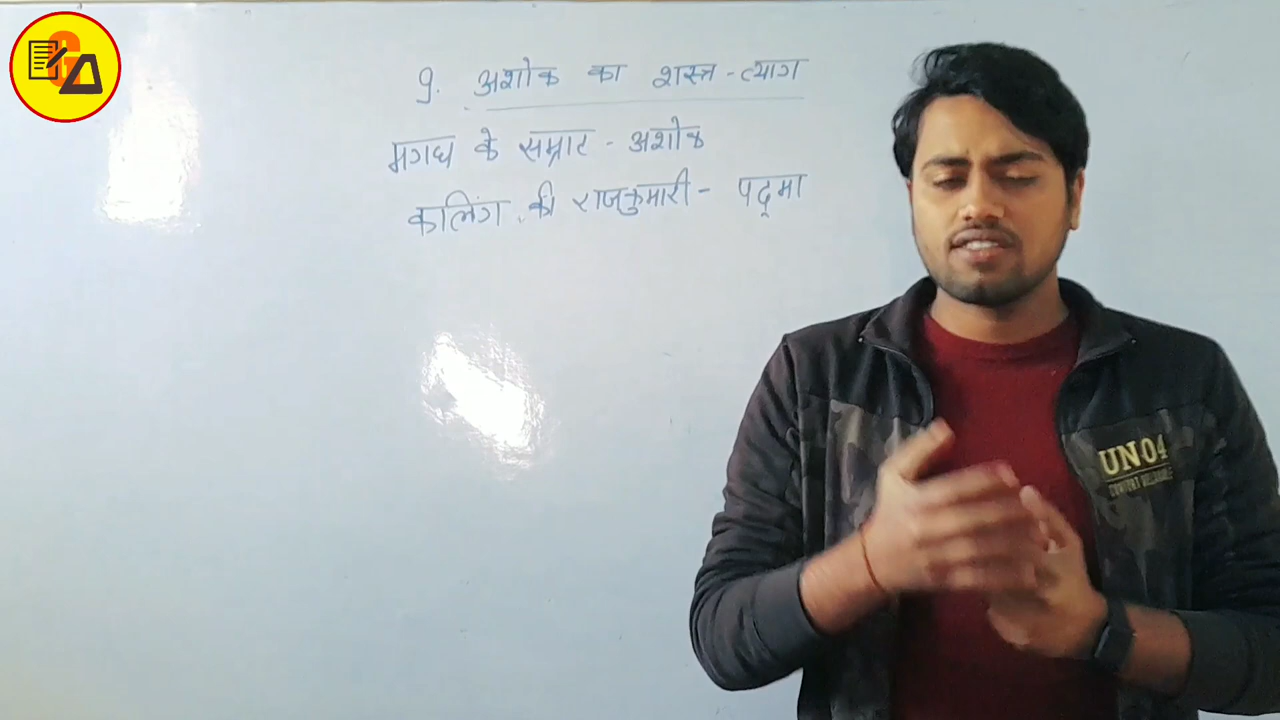 9. अशोक का शस्त्र-त्याग
मगध के सम्राट - अशोक
कलिंग की राजकुमारी - पद्मा
UN04